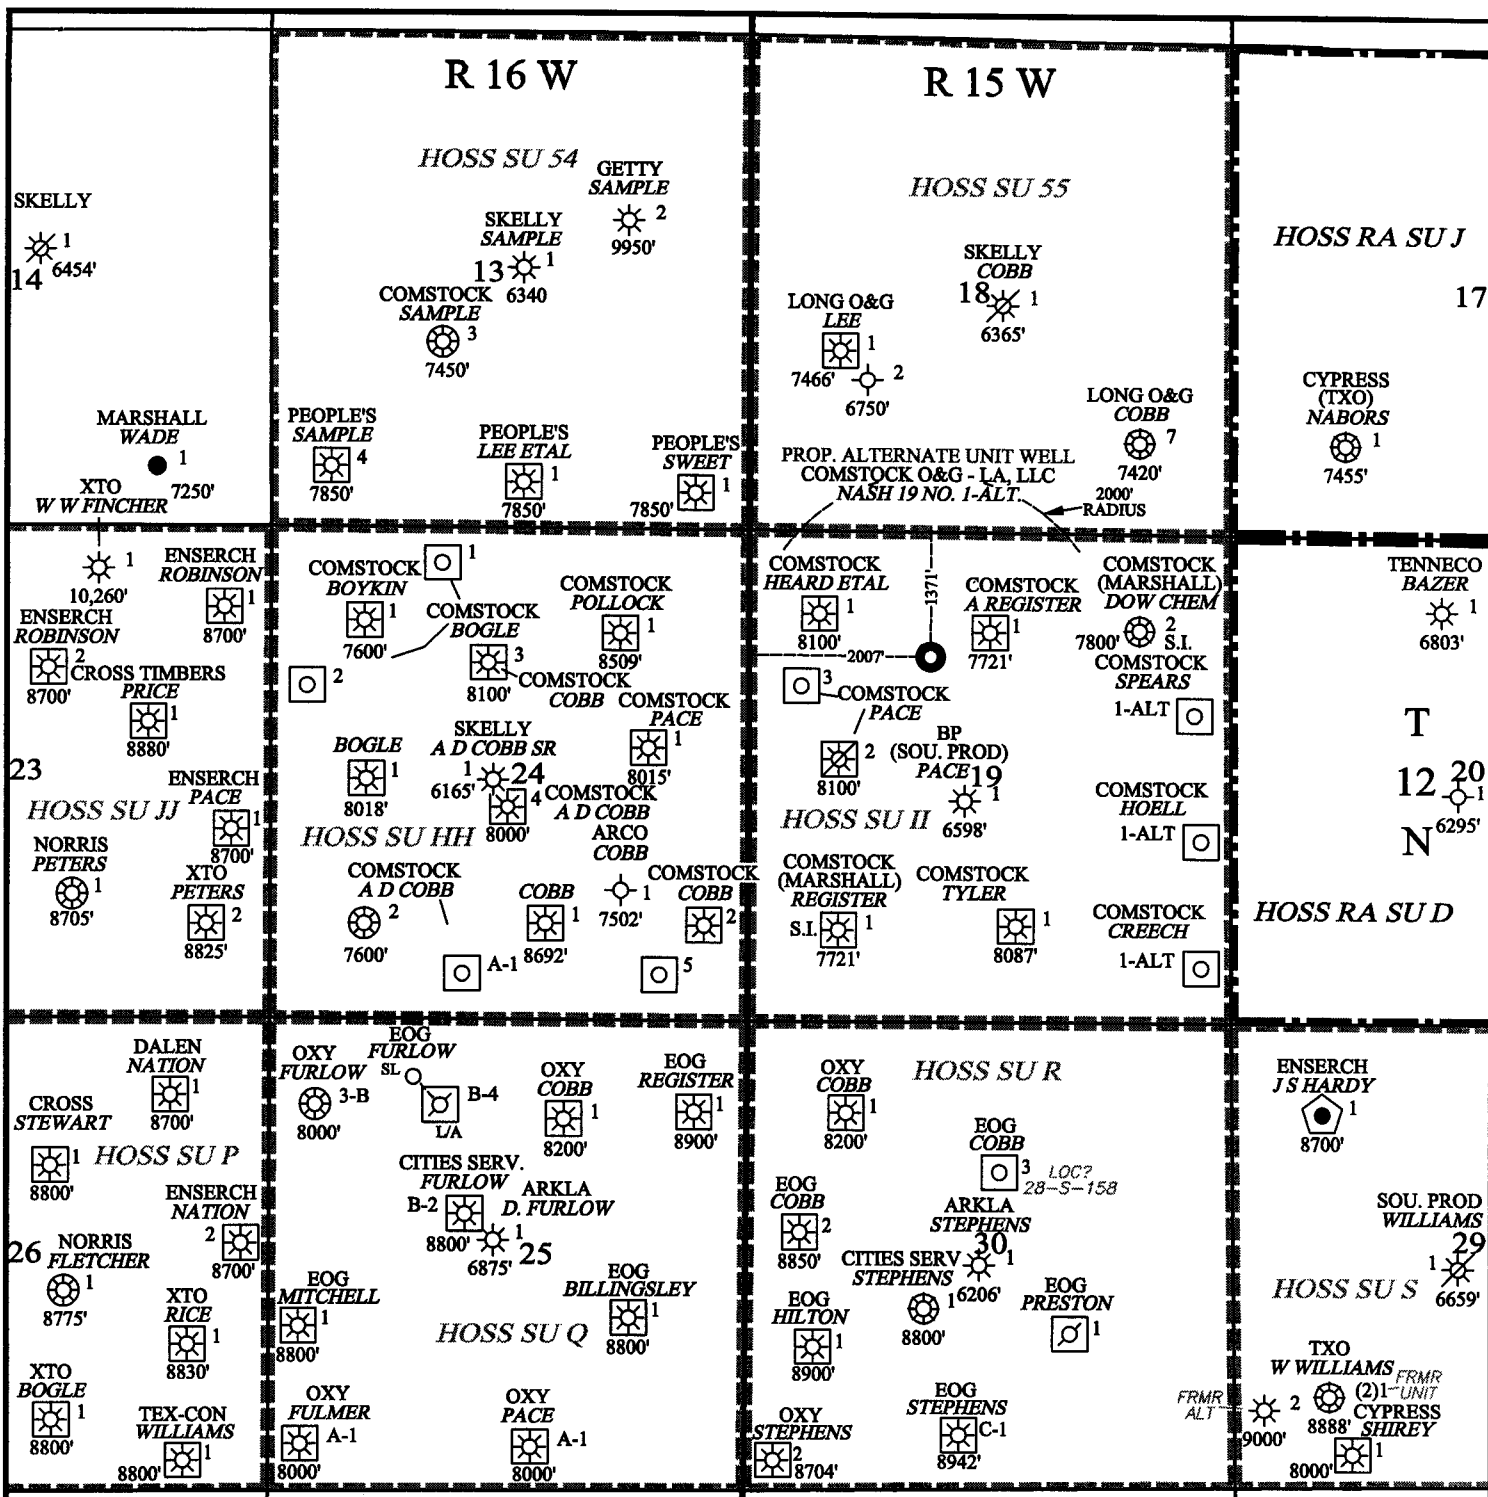 R 16 W
R 15 W
HOSS SU 54
HOSS SU 55
HOSS RA SU J
SKELLY
1
6454'
14
GETTY
SAMPLE
2
9950'
SKELLY
SAMPLE
13
1
6340
COMSTOCK
SAMPLE
3
7450'
SKELLY
COBB
18
1
6365'
17
LONG O&G
LEE
1
7466'
2
6750'
LONG O&G
COBB
7
7420'
CYPRESS
(TXO)
NABORS
1
7455'
MARSHALL
WADE
1
7250'
PEOPLE'S
SAMPLE
4
7850'
PEOPLE'S
LEE ETAL
1
7850'
PEOPLE'S
SWEET
1
7850'
PROP. ALTERNATE UNIT WELL
COMSTOCK O&G - LA, LLC
NASH 19 NO. 1-ALT.
2000'
RADIUS
XTO
W W FINCHER
1
10,260'
ENSERCH
ROBINSON
1
8700'
ENSERCH
ROBINSON
2
8700'
CROSS TIMBERS
PRICE
1
8880'
23
HOSS SU JJ
ENSERCH
PACE
1
8700'
NORRIS
PETERS
1
8705'
XTO
PETERS
2
8825'
COMSTOCK
BOYKIN
1
7600'
1
COMSTOCK
BOGLE
2
3
8100'
COMSTOCK
COBB
COMSTOCK
POLLOCK
1
8509'
COMSTOCK
PACE
1
8015'
BOGLE
1
8018'
SKELLY
A D COBB SR
1
6165'
24
4
8000'
COMSTOCK
A D COBB
HOSS SU HH
ARCO
COBB
1
7502'
COMSTOCK
A D COBB
2
7600'
A-1
COBB
1
8692'
COMSTOCK
COBB
2
5
COMSTOCK
HEARD ETAL
1
8100'
1371'
2007'
COMSTOCK
A REGISTER
1
7721'
COMSTOCK
(MARSHALL)
DOW CHEM
2
S.I.
7800'
COMSTOCK
SPEARS
1-ALT
3
COMSTOCK
PACE
2
8100'
BP
(SOU. PROD)
PACE
19
1
6598'
HOSS SU II
COMSTOCK
HOELL
1-ALT
COMSTOCK
(MARSHALL)
REGISTER
S.I.
1
7721'
COMSTOCK
TYLER
1
8087'
COMSTOCK
CREECH
1-ALT
TENNECO
BAZER
1
6803'
T
12
N
20
1
6295'
HOSS RA SU D
DALEN
NATION
1
8700'
CROSS
STEWART
1
8800'
HOSS SU P
ENSERCH
NATION
2
8700'
26
NORRIS
FLETCHER
1
8775'
XTO
RICE
1
8830'
XTO
BOGLE
1
8800'
TEX-CON
WILLIAMS
1
8800'
OXY
FURLOW
3-B
8000'
EOG
FURLOW
SL
B-4
L/A
OXY
COBB
1
8200'
EOG
REGISTER
1
8900'
CITIES SERV.
FURLOW
B-2
8800'
ARKLA
D. FURLOW
1
6875'
25
EOG
MITCHELL
1
8800'
EOG
BILLINGSLEY
1
8800'
HOSS SU Q
OXY
FULMER
A-1
8000'
OXY
PACE
A-1
8000'
HOSS SU R
OXY
COBB
1
8200'
EOG
COBB
3
LOC?
28-S-158
EOG
COBB
2
8850'
ARKLA
STEPHENS
30
1
6206'
CITIES SERV
STEPHENS
1
8800'
EOG
PRESTON
1
EOG
HILTON
1
8900'
EOG
STEPHENS
C-1
8942'
OXY
STEPHENS
2
8704'
ENSERCH
J S HARDY
1
8700'
SOU. PROD
WILLIAMS
29
1
6659'
HOSS SU S
TXO
W WILLIAMS
(2)1
FRMR
UNIT
8888'
FRMR
ALT
2
9000'
CYPRESS
SHIREY
1
8000'